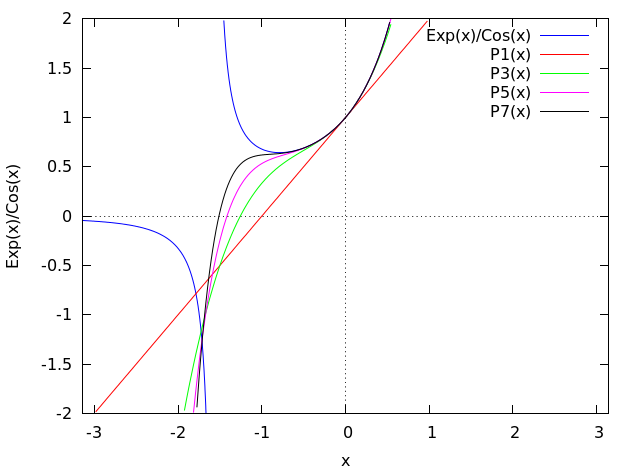 2
1.5
1
0.5
0
-0.5
-1
-1.5
-2
-3 -2 -1 0 1 2 3
Exp(x)/Cos(x)
x
Exp(x)/Cos(x)
P1(x)
P3(x)
P5(x)
P7(x)